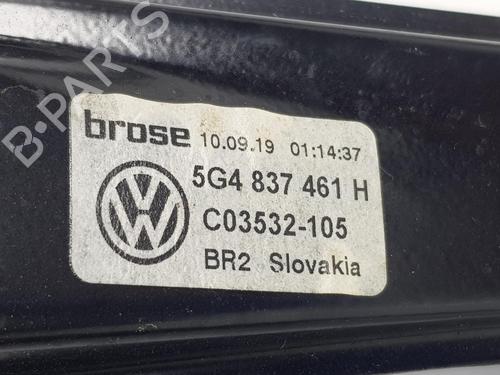 B-PARTS
brose 10.09.19 01:14:37
5G4 837 461 H
C03532-105
BR2 Slovakia